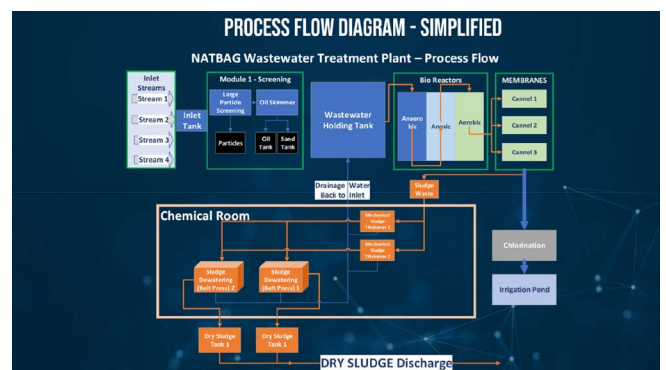 PROCESS FLOW DIAGRAM - SIMPLIFIED
NATBAG Wastewater Treatment Plant – Process Flow
Inlet
Streams
Stream 1
Stream 2
Stream 3
Stream 4
Inlet
Tank
Module 1 - Screening
Large
Particle
Screening
Oil Skimmer
Particles
Oil
Tank
Sand
Tank
Wastewater
Holding Tank
Bio Reactors
Anaero
bic
Anoxic
Aerobic
MEMBRANES
Cannel 1
Cannel 2
Cannel 3
Drainage
Back to
Water
Inlet
Sludge
Waste
Chemical Room
Mechanical
Sludge
Thickener 1
Mechanical
Sludge
Thickener 2
Sludge
Dewatering
(Belt Press) 2
Sludge
Dewatering
(Belt Press) 1
Chlorination
Irrigation Pond
Dry Sludge
Tank 1
Dry Sludge
Tank 1
DRY SLUDGE Discharge